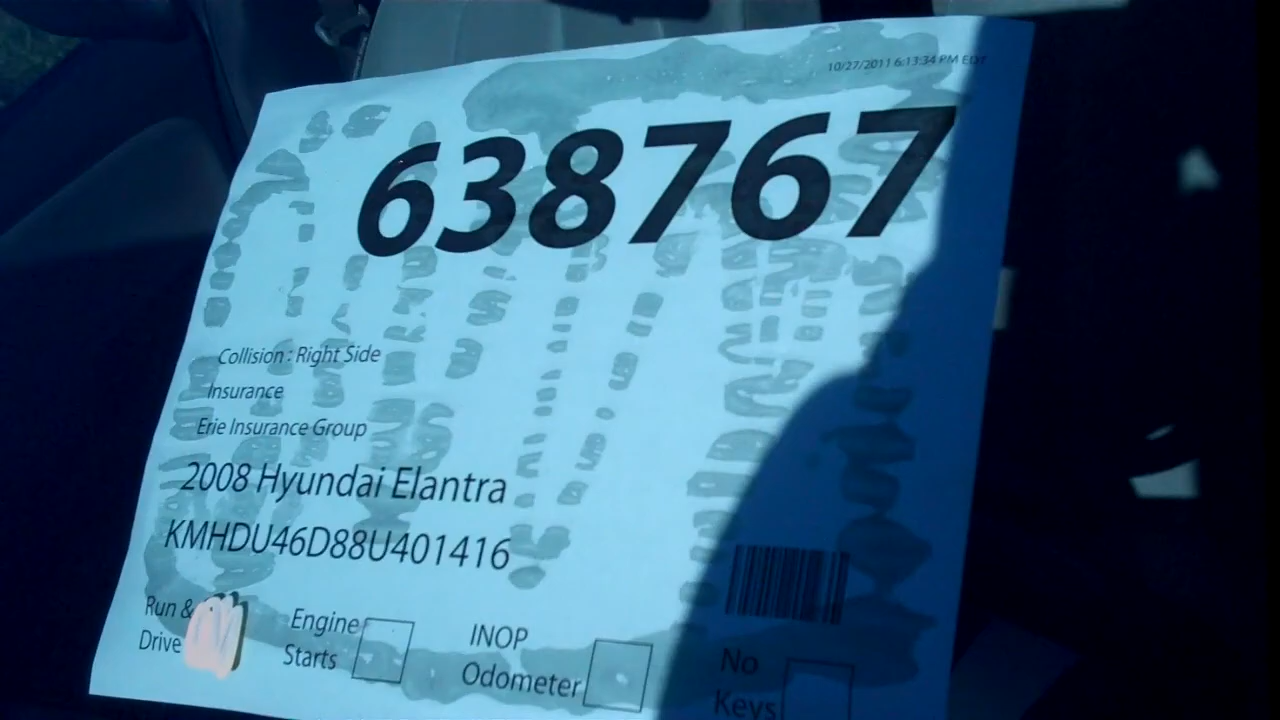 10/27/2011 6:13:34 PM EDT
638767
Collision : Right Side
Insurance
Erie Insurance Group
2008 Hyundai Elantra
KMHDU46D88U401416
Run &
Drive
Engine
Starts
INOP
Odometer
No
Keys